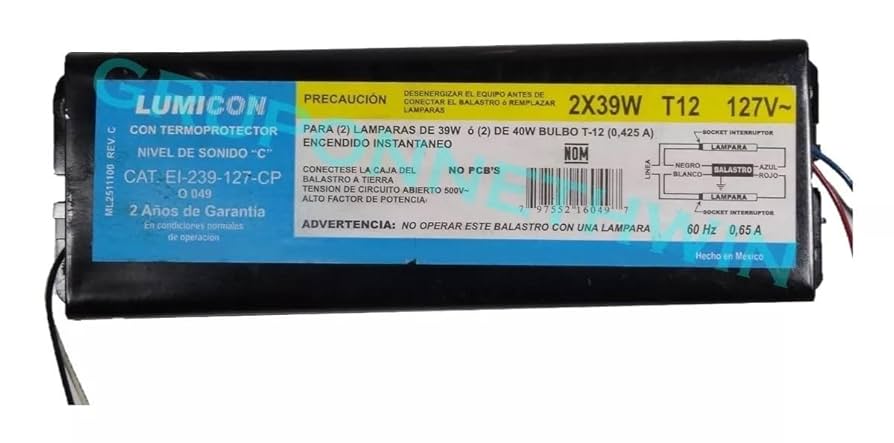 LUMICON
CON TERMOPROTECTOR
NIVEL DE SONIDO "C"
CAT. EI-239-127-CP
O 049
2 Años de Garantía
En condiciones normales
de operación
ML2511100 REV. C
PRECAUCIÓN
DESENERGIZAR EL EQUIPO ANTES DE
CONECTAR EL BALASTRO ó REMPLAZAR
LAMPARAS
2X39W T12 127V~
PARA (2) LAMPARAS DE 39W ó (2) DE 40W BULBO T-12 (0,425 A)
ENCENDIDO INSTANTANEO
CONECTESE LA CAJA DEL
BALASTRO A TIERRA
TENSION DE CIRCUITO ABIERTO 500V~
ALTO FACTOR DE POTENCIA
NO PCB'S
NOM
7 97552 16049 7
SOCKET INTERRUPTOR
LAMPARA
LINEA
NEGRO
BLANCO
BALASTRO
AZUL
ROJO
LAMPARA
SOCKET INTERRUPTOR
ADVERTENCIA: NO OPERAR ESTE BALASTRO CON UNA LAMPARA
60 Hz 0,65 A
Hecho en México